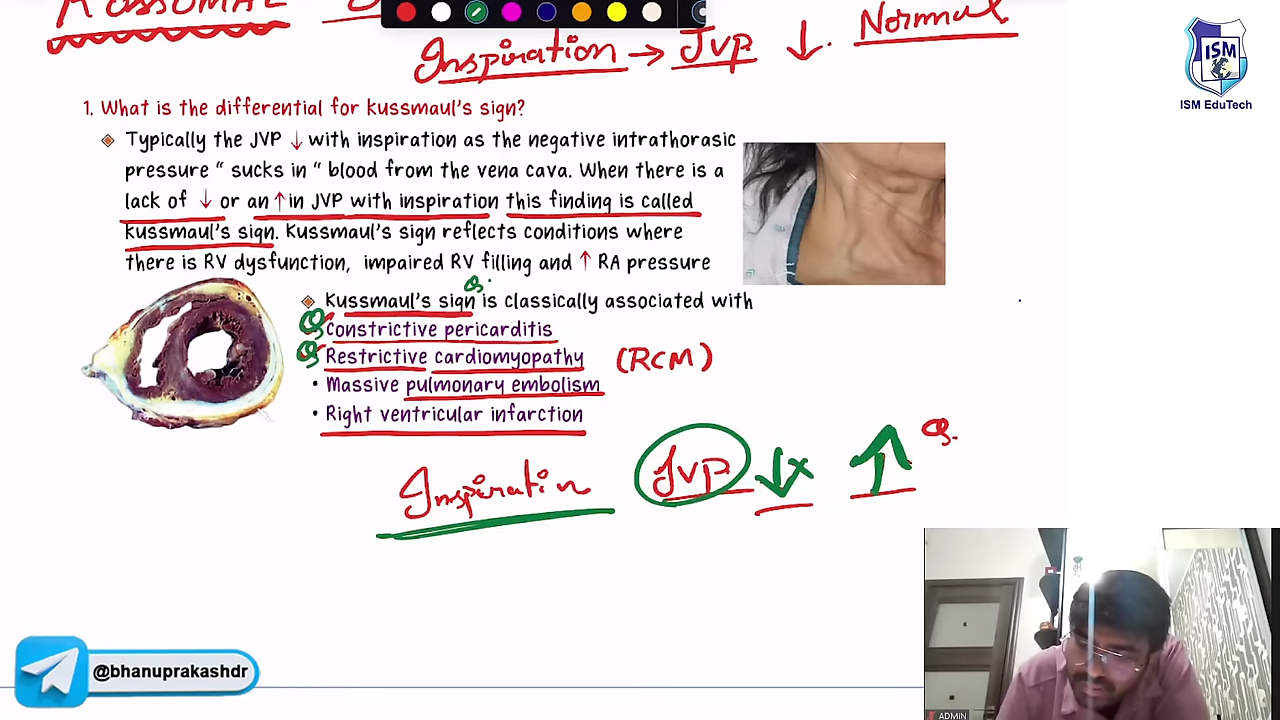 KUSSUMAL
Inspiration → JVP ↓. Normal
ISM
ISM EduTech
1. What is the differential for kussmaul's sign?
Typically the JVP ↓ with inspiration as the negative intrathorasic
pressure “ sucks in “ blood from the vena cava. When there is a
lack of ↓ or an ↑ in JVP with inspiration this finding is called
kussmaul's sign. Kussmaul's sign reflects conditions where
there is RV dysfunction, impaired RV filling and ↑ RA pressure
Kussmaul's sign is classically associated with
Constrictive pericarditis
Restrictive cardiomyopathy (RCM)
• Massive pulmonary embolism
• Right ventricular infarction
Inspiration JVP ↓x ↑ Q.
@bhanuprakashdr
ADMIN